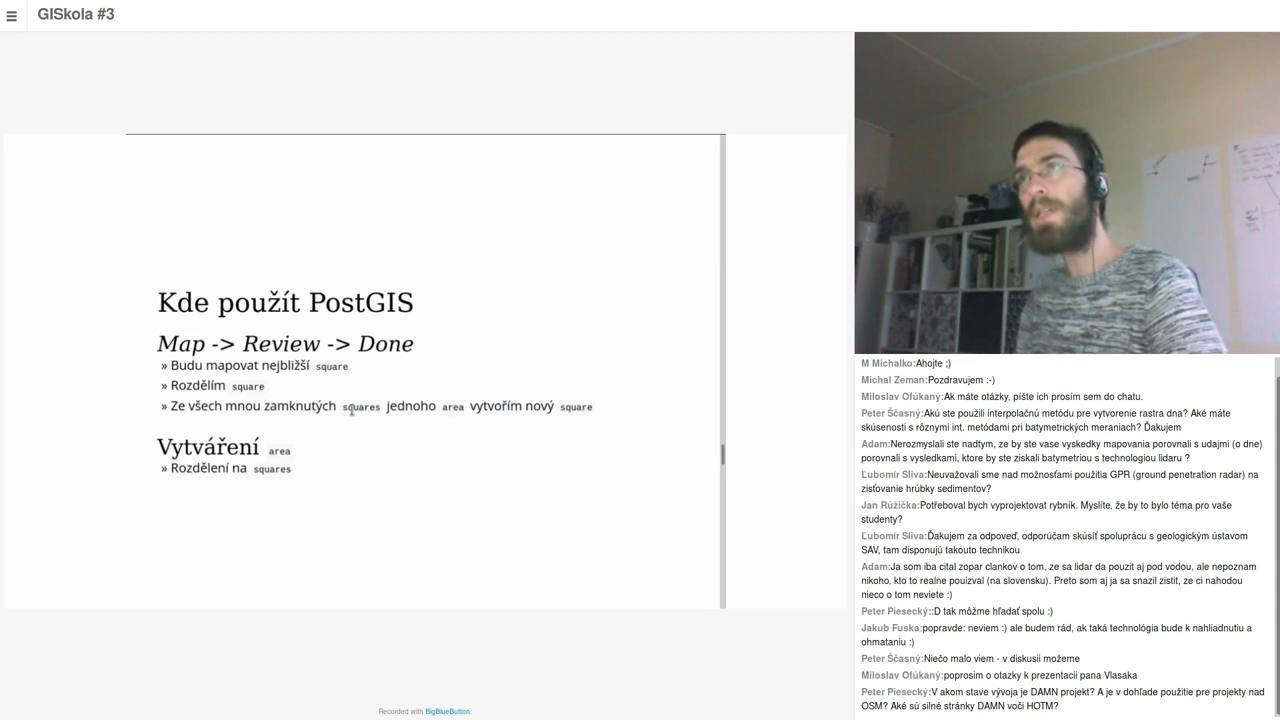 GISkola #3
Kde použít PostGIS
Map -> Review -> Done
» Budu mapovat nejbližší square
» Rozdělím square
» Ze všech mnou zamknutých squares jednoho area vytvořím nový square
Vytváření area
» Rozdělení na squares
Recorded with BigBlueButton.
M Michalko:Ahojte ;)
Michal Zeman:Pozdravujem :-)
Miloslav Ofúkaný:Ak máte otázky, píšte ich prosím sem do chatu.
Peter Ščasný:Akú ste použili interpolačnú metódu pre vytvorenie rastra dna? Aké máte
skúsenosti s rôznymi int. metódami pri batymetrických meraniach? Ďakujem
Adam:Nerozmyslali ste nadtym, ze by ste vase vyskedky mapovania porovnali s udajmi (o dne)
porovnali s vysledkami, ktore by ste ziskali batymetriou s technologiou lidaru ?
Ľubomír Sliva:Neuvažovali sme nad možnosťami použitia GPR (ground penetration radar) na
zisťovanie hrúbky sedimentov?
Jan Růžička:Potřeboval bych vyprojektovat rybník. Myslíte, že by to bylo téma pro vaše
studenty?
Ľubomír Sliva:Ďakujem za odpoveď, odporúčam skúsíť spoluprácu s geologickým ústavom
SAV, tam disponujú takouto technikou
Adam:Ja som iba cital zopar clankov o tom, ze sa lidar da pouzit aj pod vodou, ale nepoznam
nikoho, kto to realne pouizval (na slovensku). Preto som aj ja sa snazil zistit, ze ci nahodou
nieco o tom neviete :)
Peter Piesecký::D tak môžme hľadať spolu :)
Jakub Fuska:popravde: neviem :) ale budem rád, ak taká technológia bude k nahliadnutiu a
ohmataniu :)
Peter Ščasný:Niečo malo viem - v diskusii možeme
Miloslav Ofúkaný:poprosim o otazky k prezentacii pana Vlasaka
Peter Piesecký:V akom stave vývoja je DAMN projekt? A je v dohľade použitie pre projekty nad
OSM? Aké sú silné stránky DAMN voči HOTM?